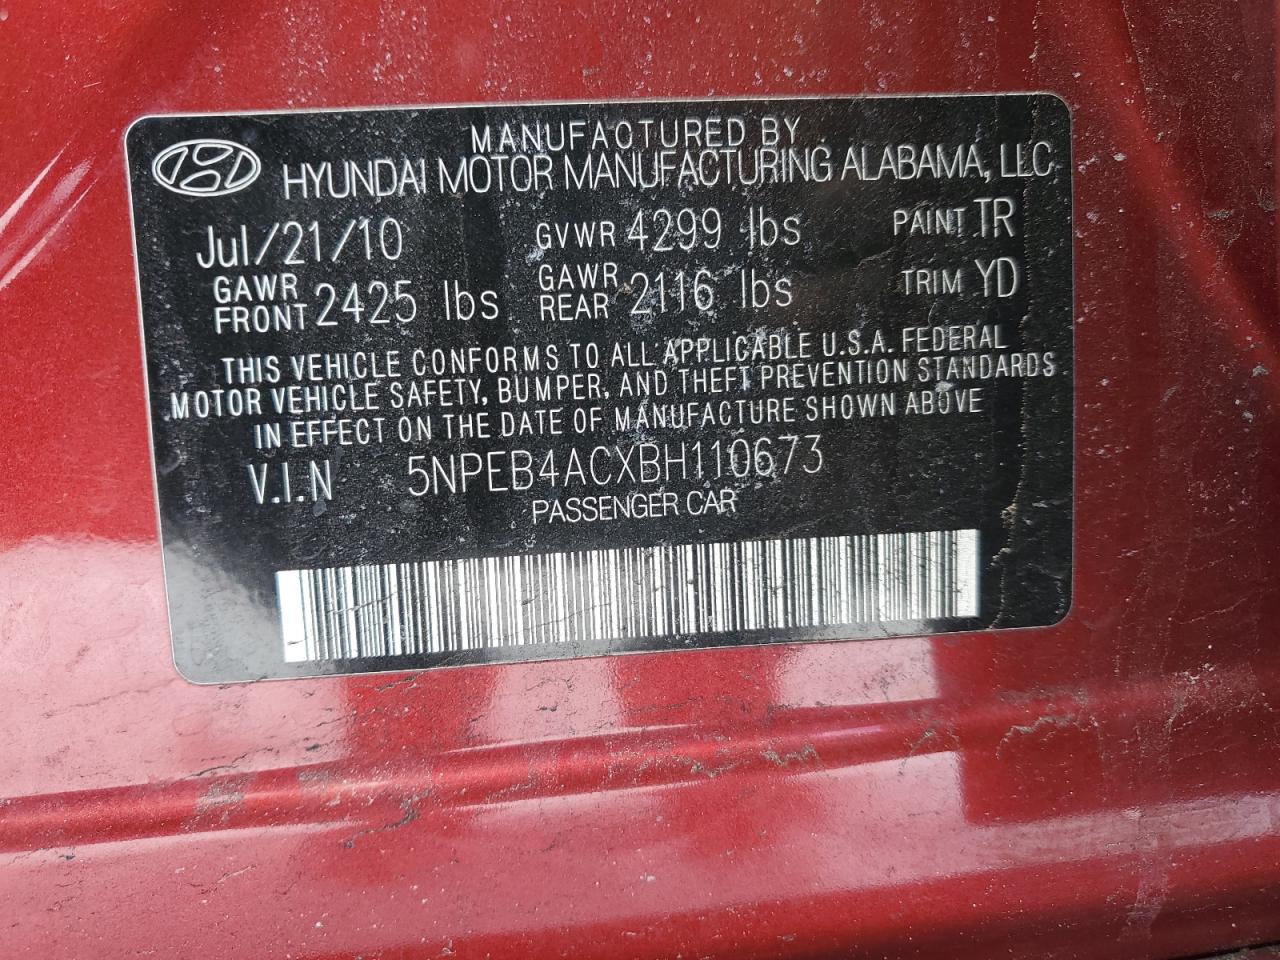 MANUFACTURED BY
HYUNDAI MOTOR MANUFACTURING ALABAMA, LLC
Jul/21/10 GVWR 4299 lbs PAINT TR
GAWR FRONT 2425 lbs GAWR REAR 2116 lbs TRIM YD
THIS VEHICLE CONFORMS TO ALL APPLICABLE U.S.A. FEDERAL
MOTOR VEHICLE SAFETY, BUMPER, AND THEFT PREVENTION STANDARDS
IN EFFECT ON THE DATE OF MANUFACTURE SHOWN ABOVE
V.I.N 5NPEB4ACXBH110673
PASSENGER CAR